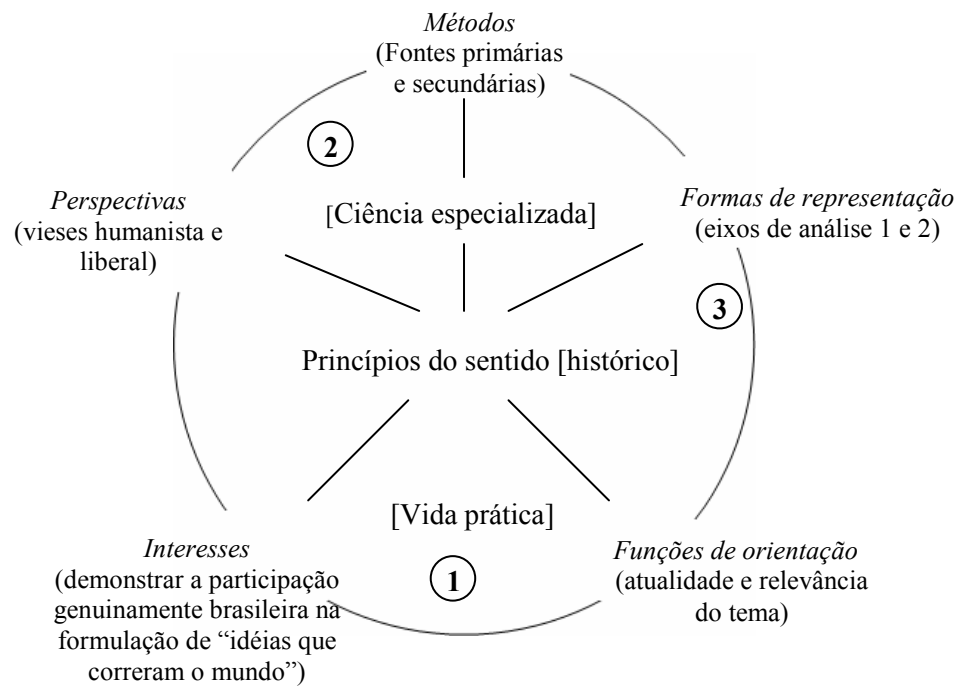 Métodos
(Fontes primárias
e secundárias)
2
Perspectivas
(vieses humanista e
liberal)
[Ciência especializada]
Formas de representação
(eixos de análise 1 e 2)
3
Princípios do sentido [histórico]
[Vida prática]
1
Interesses
(demonstrar a participação
genuinamente brasileira na
formulação de “idéias que
correram o mundo”)
Funções de orientação
(atualidade e relevância
do tema)